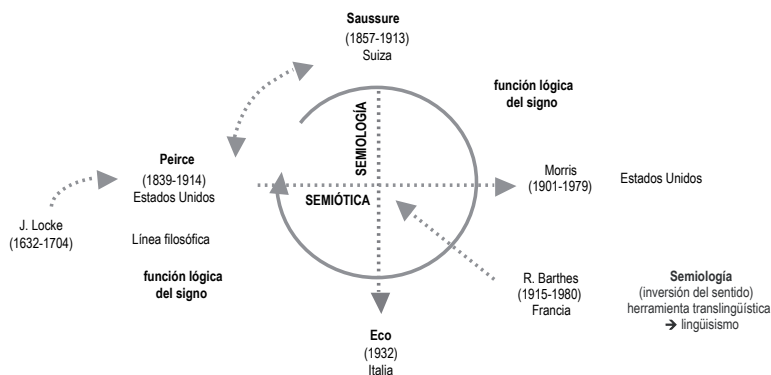 Saussure
(1857-1913)
Suiza
función lógica
del signo
SEMIOLOGÍA
Peirce
(1839-1914)
Estados Unidos
SEMIÓTICA
Morris
(1901-1979)
Estados Unidos
J. Locke
(1632-1704)
Línea filosófica
función lógica
del signo
R. Barthes
(1915-1980)
Francia
Semiología
(inversión del sentido)
herramienta translingüística
➔ lingüisismo
Eco
(1932)
Italia